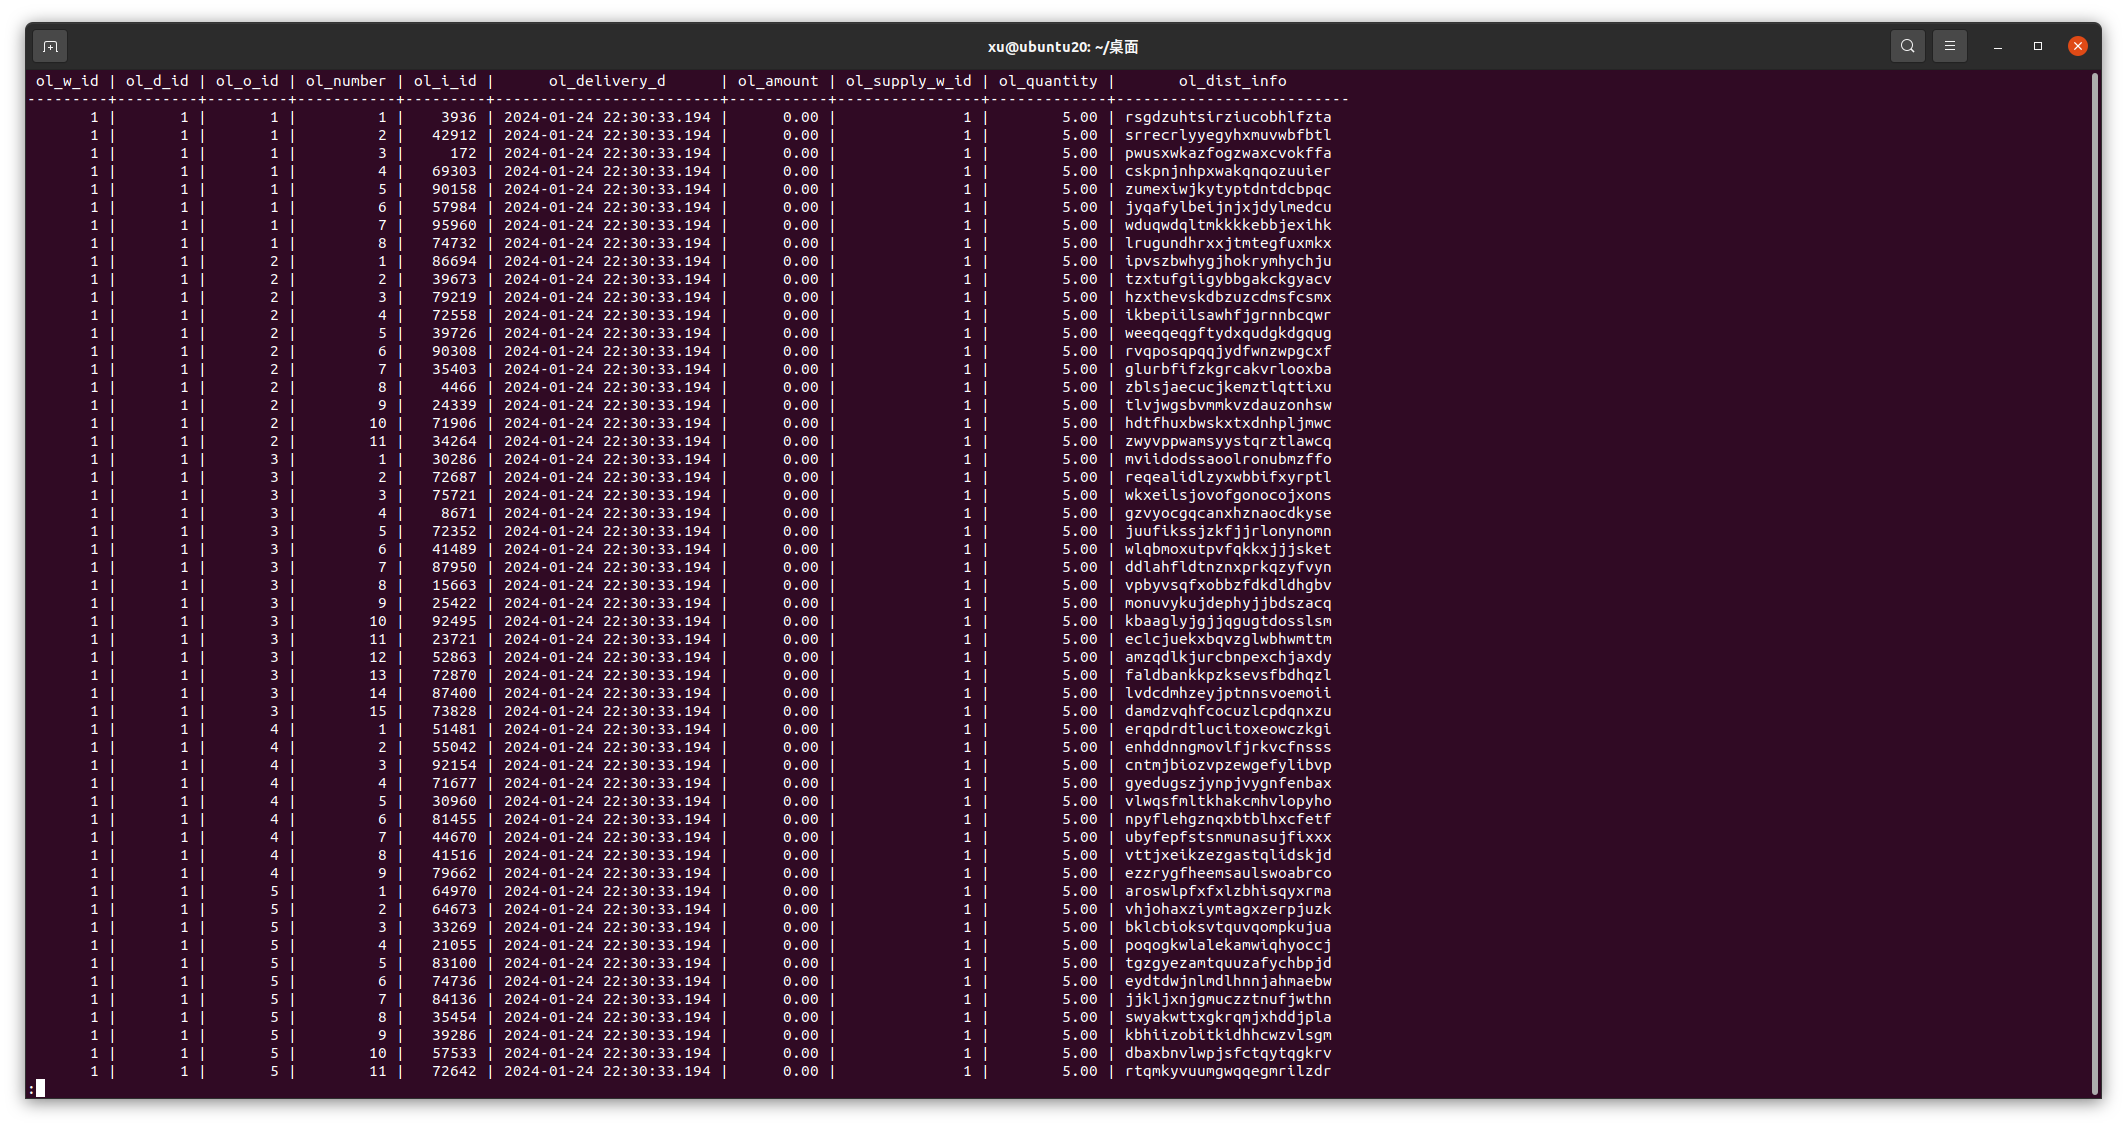 xu@ubuntu20: ~/桌面
 ol_w_id | ol_d_id | ol_o_id | ol_number | ol_i_id |      ol_delivery_d      | ol_amount | ol_supply_w_id | ol_quantity |       ol_dist_info
---------+---------+---------+-----------+---------+-------------------------+-----------+----------------+-------------+--------------------------
       1 |       1 |       1 |         1 |    3936 | 2024-01-24 22:30:33.194 |      0.00 |              1 |        5.00 | rsgdzuhtsirziucobhlfzta
       1 |       1 |       1 |         2 |   42912 | 2024-01-24 22:30:33.194 |      0.00 |              1 |        5.00 | srrecrlyyegyhxmuvwbfbtl
       1 |       1 |       1 |         3 |     172 | 2024-01-24 22:30:33.194 |      0.00 |              1 |        5.00 | pwusxwkazfogzwaxcvokffa
       1 |       1 |       1 |         4 |   69303 | 2024-01-24 22:30:33.194 |      0.00 |              1 |        5.00 | cskpnjnhpxwakqnqozuuier
       1 |       1 |       1 |         5 |   90158 | 2024-01-24 22:30:33.194 |      0.00 |              1 |        5.00 | zumexiwjkytyptdntdcbpqc
       1 |       1 |       1 |         6 |   57984 | 2024-01-24 22:30:33.194 |      0.00 |              1 |        5.00 | jyqafylbeijnjxjdylmedcu
       1 |       1 |       1 |         7 |   95960 | 2024-01-24 22:30:33.194 |      0.00 |              1 |        5.00 | wduqwdqltmkkkkebbjexihk
       1 |       1 |       1 |         8 |   74732 | 2024-01-24 22:30:33.194 |      0.00 |              1 |        5.00 | lrugundhrxxjtmtegfuxmkx
       1 |       1 |       2 |         1 |   86694 | 2024-01-24 22:30:33.194 |      0.00 |              1 |        5.00 | ipvszbwhygjhokrymhychju
       1 |       1 |       2 |         2 |   39673 | 2024-01-24 22:30:33.194 |      0.00 |              1 |        5.00 | tzxtufgiigybbgakckgyacv
       1 |       1 |       2 |         3 |   79219 | 2024-01-24 22:30:33.194 |      0.00 |              1 |        5.00 | hzxthevskdbzuzcdmsfcsmx
       1 |       1 |       2 |         4 |   72558 | 2024-01-24 22:30:33.194 |      0.00 |              1 |        5.00 | ikbepiilsawhfjgrnnbcqwr
       1 |       1 |       2 |         5 |   39726 | 2024-01-24 22:30:33.194 |      0.00 |              1 |        5.00 | weeqqeqgftydxqudgkdgqug
       1 |       1 |       2 |         6 |   90308 | 2024-01-24 22:30:33.194 |      0.00 |              1 |        5.00 | rvqposqpqqjydfwnzwpgcxf
       1 |       1 |       2 |         7 |   35403 | 2024-01-24 22:30:33.194 |      0.00 |              1 |        5.00 | glurbfifzkgrcakvrlooxba
       1 |       1 |       2 |         8 |    4466 | 2024-01-24 22:30:33.194 |      0.00 |              1 |        5.00 | zblsjaecucjkemztlqttixu
       1 |       1 |       2 |         9 |   24339 | 2024-01-24 22:30:33.194 |      0.00 |              1 |        5.00 | tlvjwgsbvmmkvzdauzonhsw
       1 |       1 |       2 |        10 |   71906 | 2024-01-24 22:30:33.194 |      0.00 |              1 |        5.00 | hdtfhuxbwskxtxdnhpljmwc
       1 |       1 |       2 |        11 |   34264 | 2024-01-24 22:30:33.194 |      0.00 |              1 |        5.00 | zwyvppwamsyystqrztlawcq
       1 |       1 |       3 |         1 |   30286 | 2024-01-24 22:30:33.194 |      0.00 |              1 |        5.00 | mviidodssaoolronubmzffo
       1 |       1 |       3 |         2 |   72687 | 2024-01-24 22:30:33.194 |      0.00 |              1 |        5.00 | reqealidlzyxwbbifxyrptl
       1 |       1 |       3 |         3 |   75721 | 2024-01-24 22:30:33.194 |      0.00 |              1 |        5.00 | wkxeilsjovofgonocojxons
       1 |       1 |       3 |         4 |    8671 | 2024-01-24 22:30:33.194 |      0.00 |              1 |        5.00 | gzvyocgqcanxhznaocdkyse
       1 |       1 |       3 |         5 |   72352 | 2024-01-24 22:30:33.194 |      0.00 |              1 |        5.00 | juufikssjzkfjjrlonynomn
       1 |       1 |       3 |         6 |   41489 | 2024-01-24 22:30:33.194 |      0.00 |              1 |        5.00 | wlqbmoxutpvfqkkxjjjsket
       1 |       1 |       3 |         7 |   87950 | 2024-01-24 22:30:33.194 |      0.00 |              1 |        5.00 | ddlahfldtnznxprkqzyfvyn
       1 |       1 |       3 |         8 |   15663 | 2024-01-24 22:30:33.194 |      0.00 |              1 |        5.00 | vpbyvsqfxobbzfdkdldhgbv
       1 |       1 |       3 |         9 |   25422 | 2024-01-24 22:30:33.194 |      0.00 |              1 |        5.00 | monuvykujdephyjjbdszacq
       1 |       1 |       3 |        10 |   92495 | 2024-01-24 22:30:33.194 |      0.00 |              1 |        5.00 | kbaaglyjgjjqgugtdosslsm
       1 |       1 |       3 |        11 |   23721 | 2024-01-24 22:30:33.194 |      0.00 |              1 |        5.00 | eclcjuekxbqvzglwbhwmttm
       1 |       1 |       3 |        12 |   52863 | 2024-01-24 22:30:33.194 |      0.00 |              1 |        5.00 | amzqdlkjurcbnpexchjaxdy
       1 |       1 |       3 |        13 |   72870 | 2024-01-24 22:30:33.194 |      0.00 |              1 |        5.00 | faldbankkpzksevsfbdhqzl
       1 |       1 |       3 |        14 |   87400 | 2024-01-24 22:30:33.194 |      0.00 |              1 |        5.00 | lvdcdmhzeyjptnnsvoemoii
       1 |       1 |       3 |        15 |   73828 | 2024-01-24 22:30:33.194 |      0.00 |              1 |        5.00 | damdzvqhfcocuzlcpdqnxzu
       1 |       1 |       4 |         1 |   51481 | 2024-01-24 22:30:33.194 |      0.00 |              1 |        5.00 | erqpdrdtlucitoxeowczkgi
       1 |       1 |       4 |         2 |   55042 | 2024-01-24 22:30:33.194 |      0.00 |              1 |        5.00 | enhddnngmovlfjrkvcfnsss
       1 |       1 |       4 |         3 |   92154 | 2024-01-24 22:30:33.194 |      0.00 |              1 |        5.00 | cntmjbiozvpzewgefylibvp
       1 |       1 |       4 |         4 |   71677 | 2024-01-24 22:30:33.194 |      0.00 |              1 |        5.00 | gyedugszjynpjvygnfenbax
       1 |       1 |       4 |         5 |   30960 | 2024-01-24 22:30:33.194 |      0.00 |              1 |        5.00 | vlwqsfmltkhakcmhvlopyho
       1 |       1 |       4 |         6 |   81455 | 2024-01-24 22:30:33.194 |      0.00 |              1 |        5.00 | npyflehgznqxbtblhxcfetf
       1 |       1 |       4 |         7 |   44670 | 2024-01-24 22:30:33.194 |      0.00 |              1 |        5.00 | ubyfepfstsnmunasujfixxx
       1 |       1 |       4 |         8 |   41516 | 2024-01-24 22:30:33.194 |      0.00 |              1 |        5.00 | vttjxeikzezgastqlidskjd
       1 |       1 |       4 |         9 |   79662 | 2024-01-24 22:30:33.194 |      0.00 |              1 |        5.00 | ezzrygfheemsaulswoabrco
       1 |       1 |       5 |         1 |   64970 | 2024-01-24 22:30:33.194 |      0.00 |              1 |        5.00 | aroswlpfxfxlzbhisqyxrma
       1 |       1 |       5 |         2 |   64673 | 2024-01-24 22:30:33.194 |      0.00 |              1 |        5.00 | vhjohaxziymtagxzerpjuzk
       1 |       1 |       5 |         3 |   33269 | 2024-01-24 22:30:33.194 |      0.00 |              1 |        5.00 | bklcbioksvtquvqompkujua
       1 |       1 |       5 |         4 |   21055 | 2024-01-24 22:30:33.194 |      0.00 |              1 |        5.00 | poqogkwlalekamwiqhyoccj
       1 |       1 |       5 |         5 |   83100 | 2024-01-24 22:30:33.194 |      0.00 |              1 |        5.00 | tgzgyezamtquuzafychbpjd
       1 |       1 |       5 |         6 |   74736 | 2024-01-24 22:30:33.194 |      0.00 |              1 |        5.00 | eydtdwjnlmdlhnnjahmaebw
       1 |       1 |       5 |         7 |   84136 | 2024-01-24 22:30:33.194 |      0.00 |              1 |        5.00 | jjkljxnjgmuczztnufjwthn
       1 |       1 |       5 |         8 |   35454 | 2024-01-24 22:30:33.194 |      0.00 |              1 |        5.00 | swyakwttxgkrqmjxhddjpla
       1 |       1 |       5 |         9 |   39286 | 2024-01-24 22:30:33.194 |      0.00 |              1 |        5.00 | kbhiizobitkidhhcwzvlsgm
       1 |       1 |       5 |        10 |   57533 | 2024-01-24 22:30:33.194 |      0.00 |              1 |        5.00 | dbaxbnvlwpjsfctqytqgkrv
       1 |       1 |       5 |        11 |   72642 | 2024-01-24 22:30:33.194 |      0.00 |              1 |        5.00 | rtqmkyvuumgwqqegmrilzdr
: